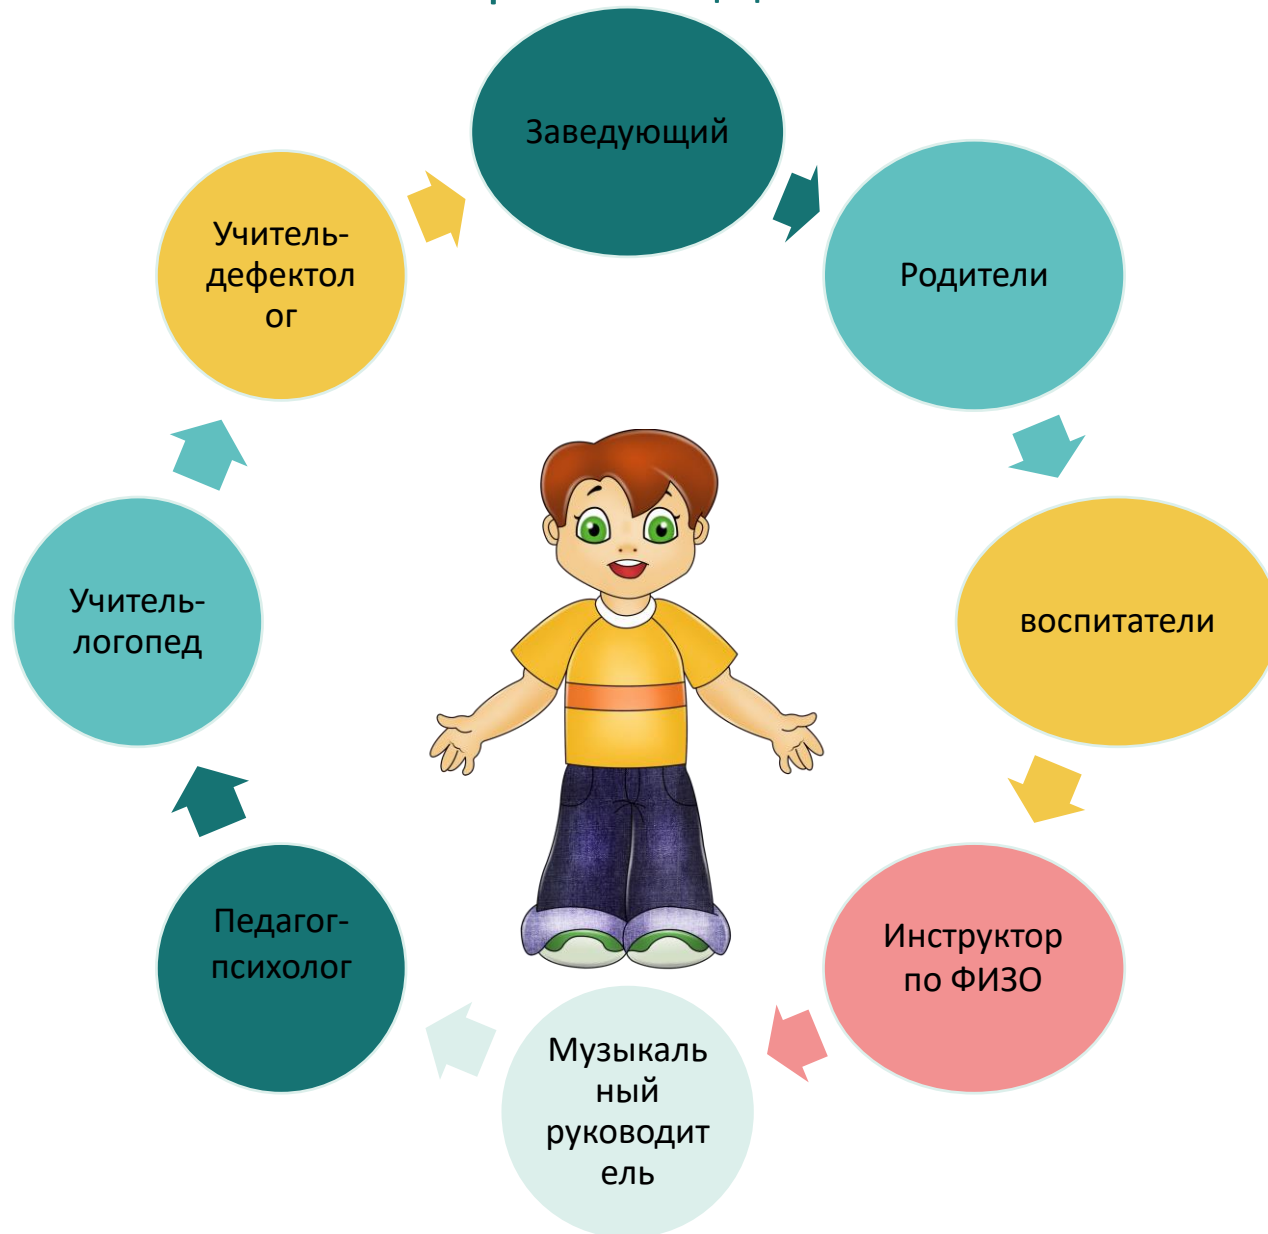 Заведующий
Родители
воспитатели
Инструктор
по ФИЗО
Музыкаль
ный
руководит
ель
Педагог-
психолог
Учитель-
логопед
Учитель-
дефектол
ог